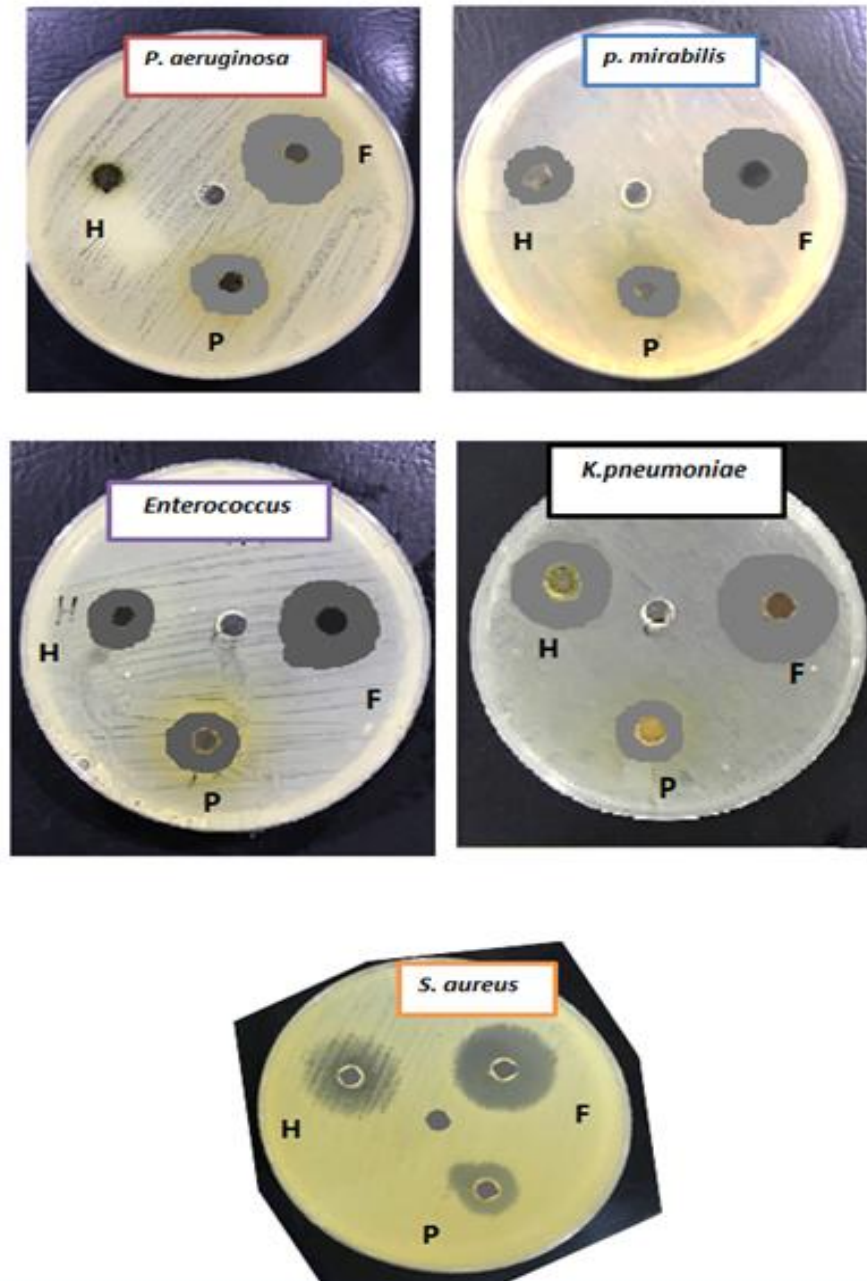 P. aeruginosa
F
H
P
p. mirabilis
H
F
P
Enterococcus
H
H
F
P
K.pneumoniae
H
F
P
S. aureus
H
F
P